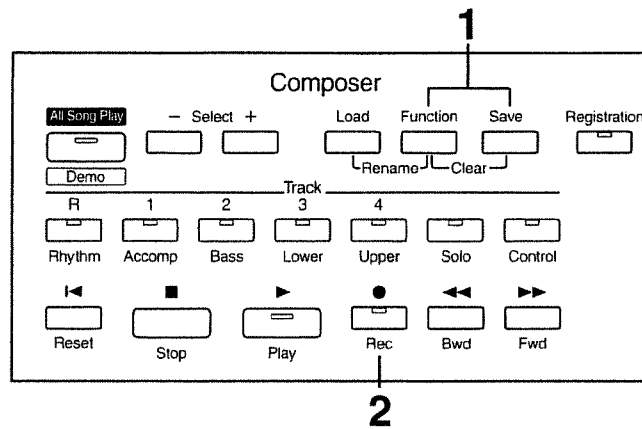 1
Composer
All Song Play
− Select +
Load
Function
Save
Registration
Rename
Clear
Demo
Track
R
1
2
3
4
Rhythm
Accomp
Bass
Lower
Upper
Solo
Control
Reset
Stop
Play
Rec
Bwd
Fwd
2